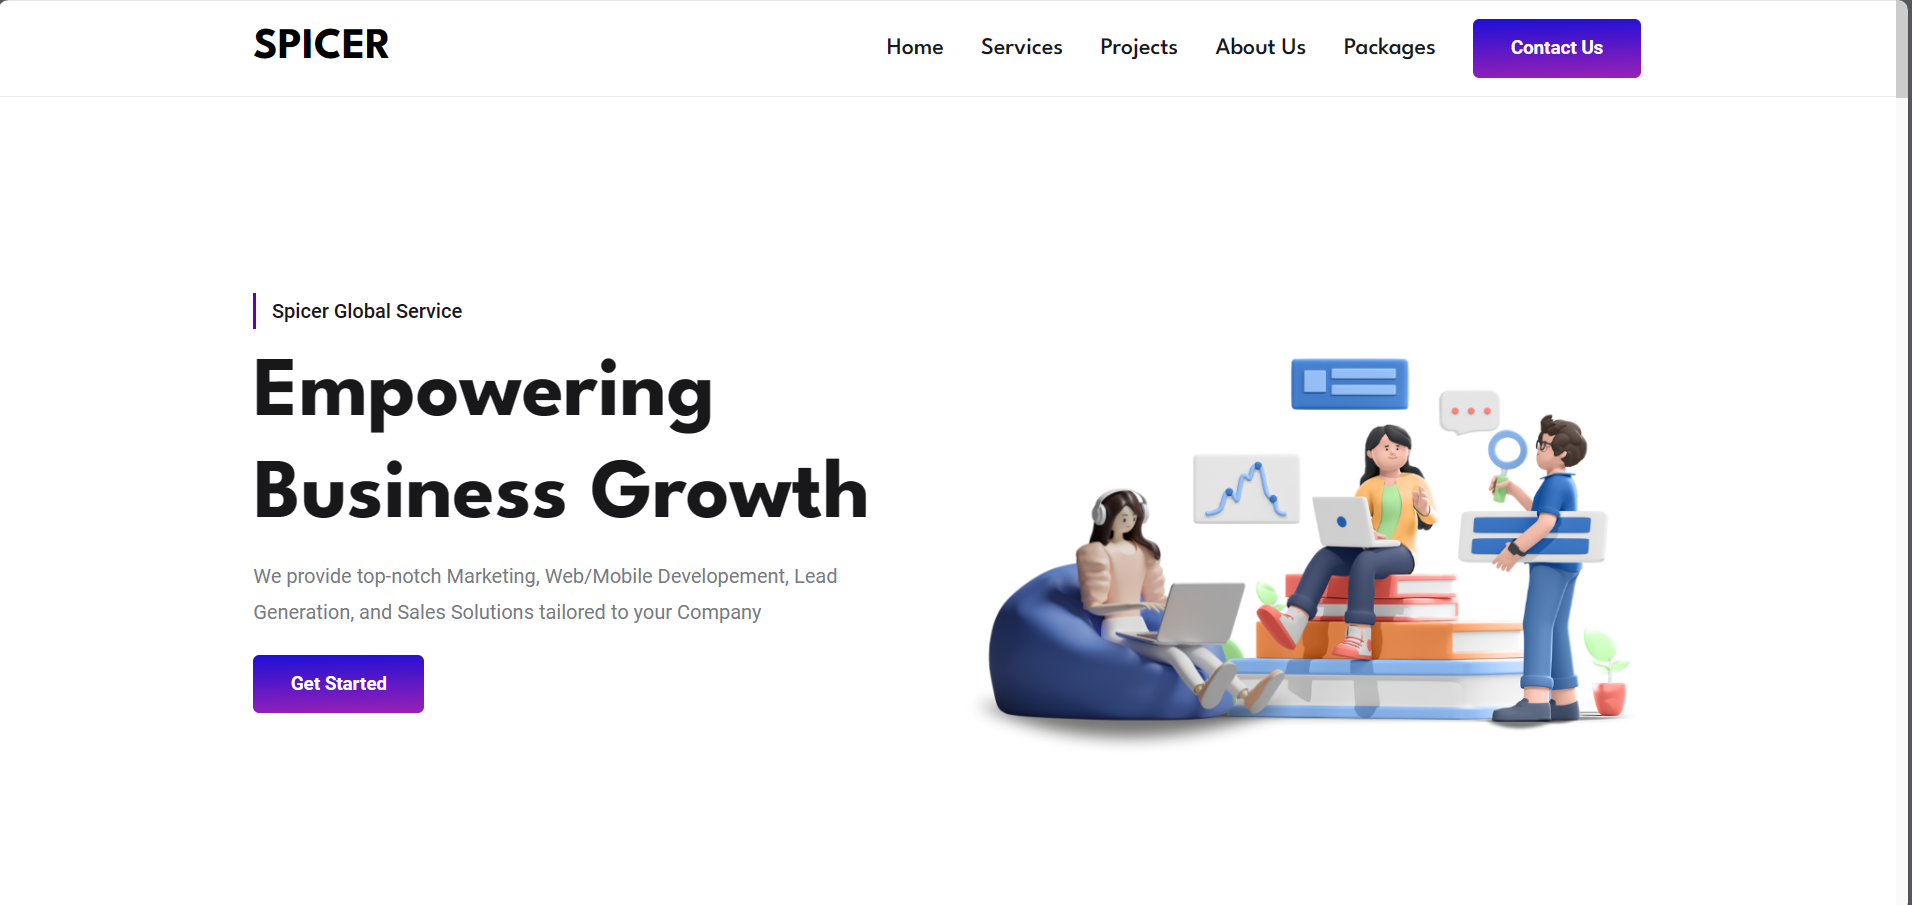 SPICER
Home Services Projects About Us Packages Contact Us
Spicer Global Service
Empowering
Business Growth
We provide top-notch Marketing, Web/Mobile Developement, Lead
Generation, and Sales Solutions tailored to your Company
Get Started